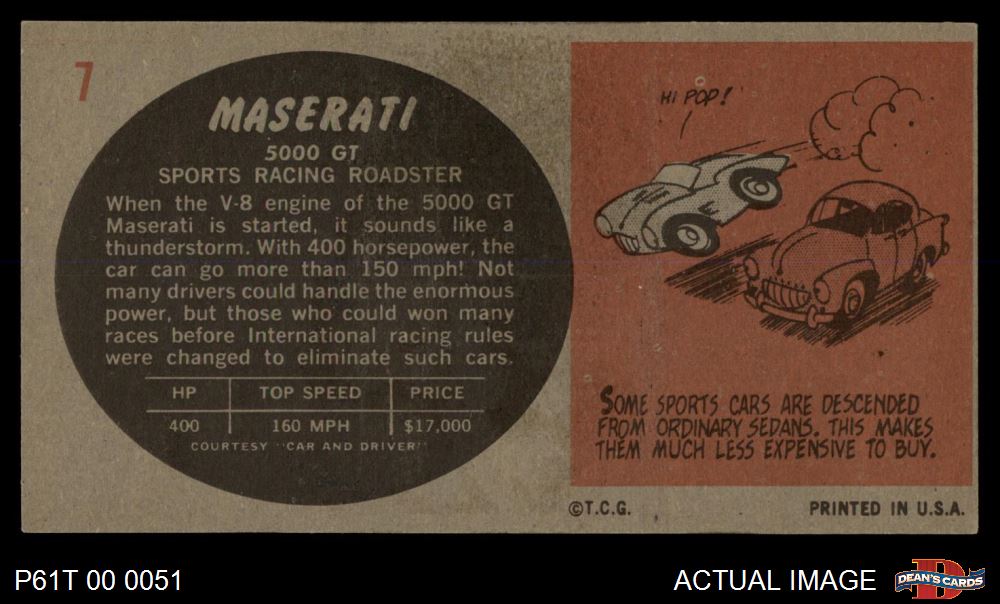 7
MASERATI
5000 GT
SPORTS RACING ROADSTER
When the V-8 engine of the 5000 GT
Maserati is started, it sounds like a
thunderstorm. With 400 horsepower, the
car can go more than 150 mph! Not
many drivers could handle the enormous
power, but those who could won many
races before International racing rules
were changed to eliminate such cars.
HP TOP SPEED PRICE
400 160 MPH $17,000
COURTESY "CAR AND DRIVER"
HI POP!
SOME SPORTS CARS ARE DESCENDED
FROM ORDINARY SEDANS. THIS MAKES
THEM MUCH LESS EXPENSIVE TO BUY.
©T.C.G. PRINTED IN U.S.A.
P61T 00 0051
ACTUAL IMAGE
DEAN'S CARDS